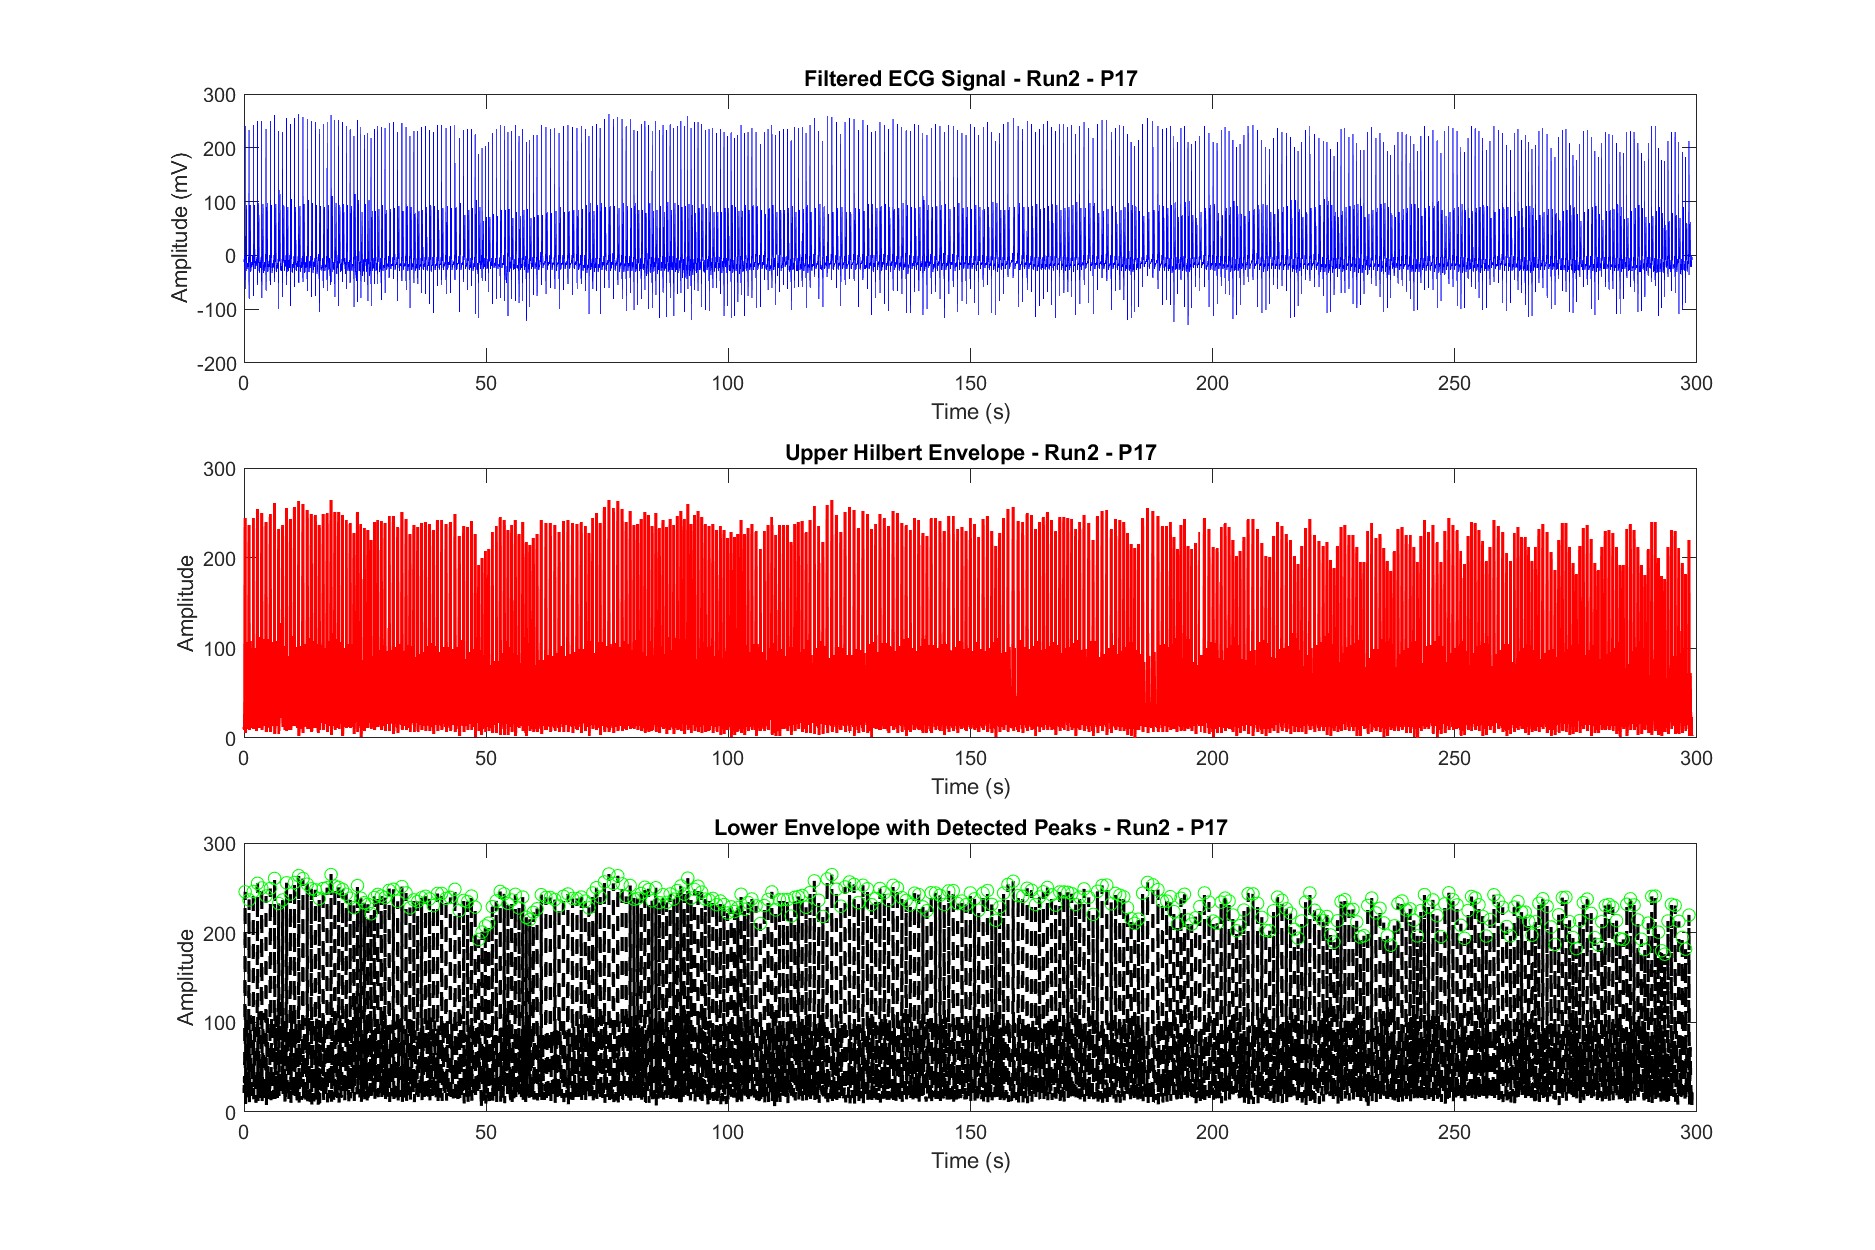 Filtered ECG Signal - Run2 - P17
300
200
100
0
-100
-200
Amplitude (mV)
0 50 100 150 200 250 300
Time (s)
Upper Hilbert Envelope - Run2 - P17
300
200
100
0
Amplitude
0 50 100 150 200 250 300
Time (s)
Lower Envelope with Detected Peaks - Run2 - P17
300
200
100
0
Amplitude
0 50 100 150 200 250 300
Time (s)